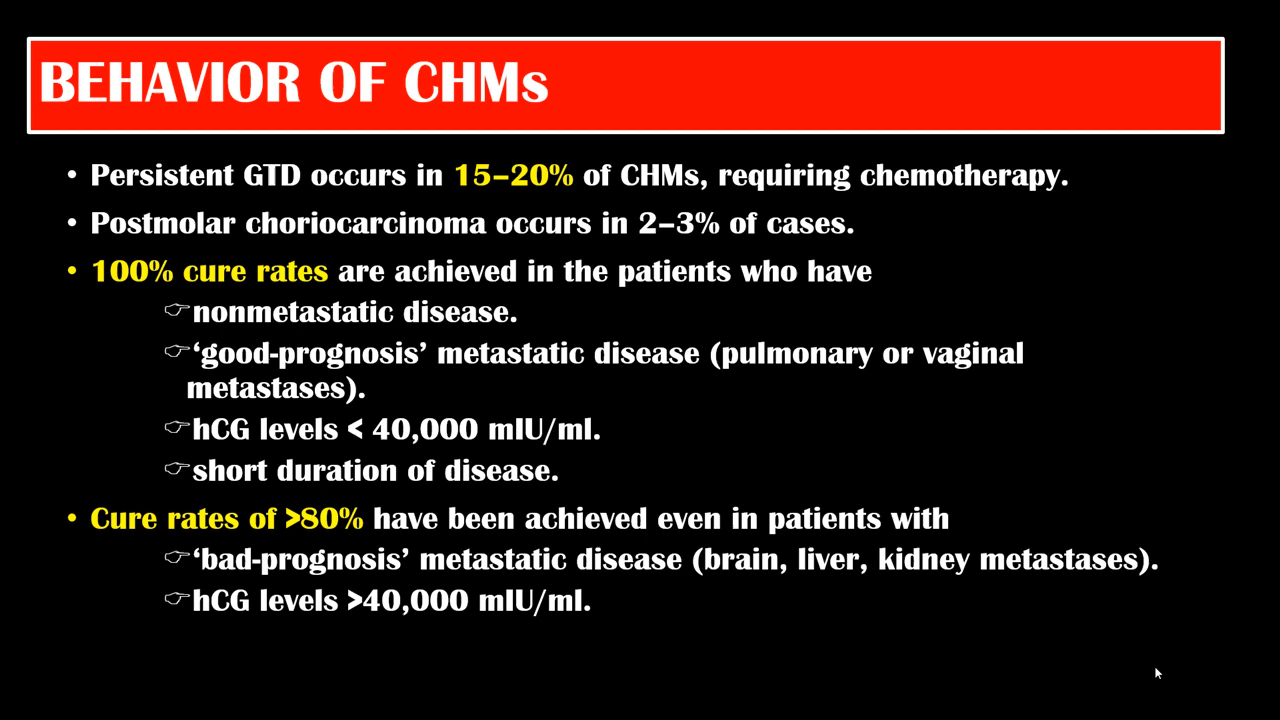 BEHAVIOR OF CHMs
• Persistent GTD occurs in 15–20% of CHMs, requiring chemotherapy.
• Postmolar choriocarcinoma occurs in 2–3% of cases.
• 100% cure rates are achieved in the patients who have
☞nonmetastatic disease.
☞‘good-prognosis’ metastatic disease (pulmonary or vaginal
metastases).
☞hCG levels < 40,000 mIU/ml.
☞short duration of disease.
• Cure rates of >80% have been achieved even in patients with
☞‘bad-prognosis’ metastatic disease (brain, liver, kidney metastases).
☞hCG levels >40,000 mIU/ml.